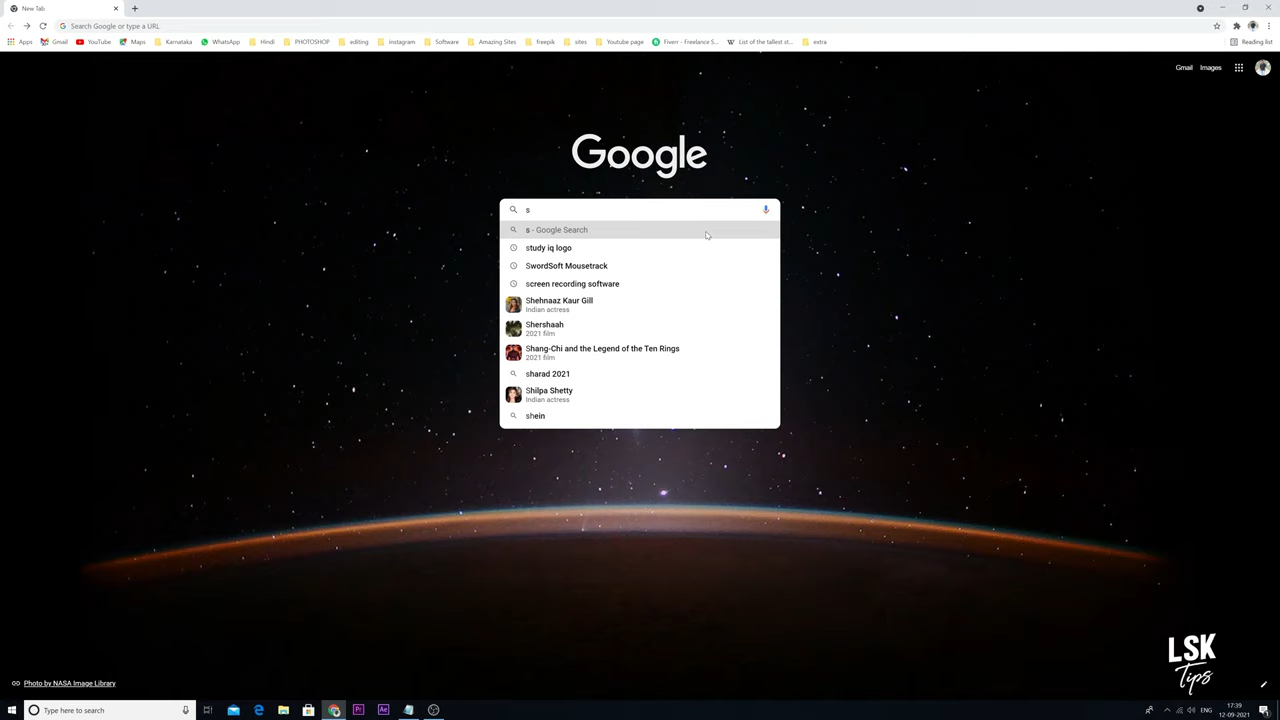 New Tab
Search Google or type a URL
Apps Gmail YouTube Maps Karnataka WhatsApp Hindi PHOTOSHOP editing instagram Software Amazing Sites freepik sites Youtube page Fiverr - Freelance S... List of the tallest st... extra Reading list
Gmail Images
Google
s
s - Google Search
study iq logo
SwordSoft Mousetrack
screen recording software
Shehnaaz Kaur Gill
Indian actress
Shershaah
2021 film
Shang-Chi and the Legend of the Ten Rings
2021 film
sharad 2021
Shilpa Shetty
Indian actress
shein
LSK
Tips
Photo by NASA Image Library
Type here to search
Pr
Ae
ENG
17:39
12-09-2021